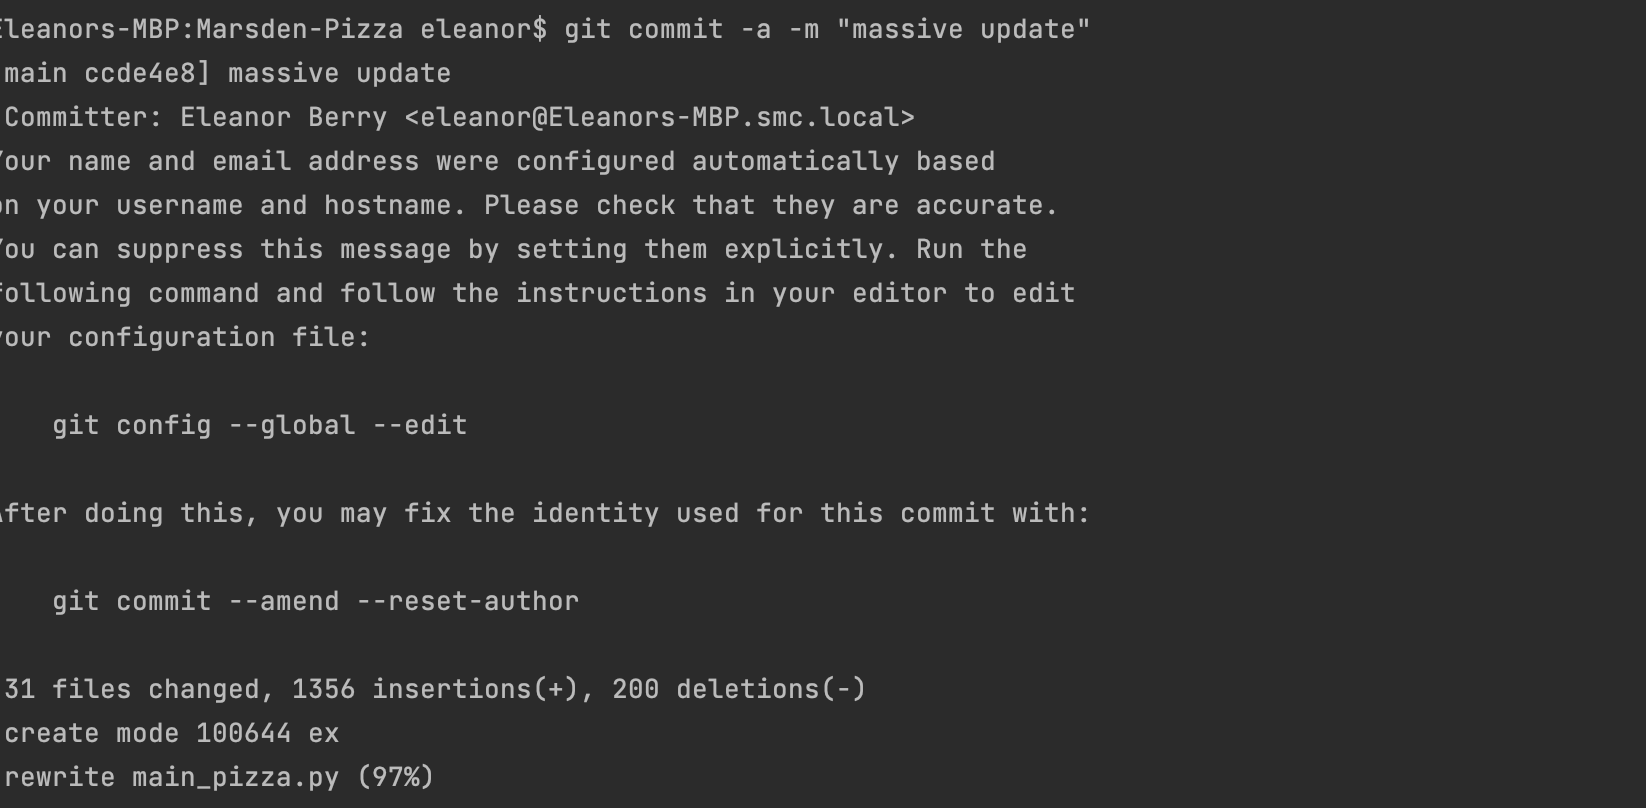 Eleanors-MBP:Marsden-Pizza eleanor$ git commit -a -m "massive update"
main ccde4e8] massive update
Committer: Eleanor Berry <eleanor@Eleanors-MBP.smc.local>
Your name and email address were configured automatically based
on your username and hostname. Please check that they are accurate.
You can suppress this message by setting them explicitly. Run the
following command and follow the instructions in your editor to edit
your configuration file:
git config --global --edit
After doing this, you may fix the identity used for this commit with:
git commit --amend --reset-author
31 files changed, 1356 insertions(+), 200 deletions(-)
create mode 100644 ex
rewrite main_pizza.py (97%)